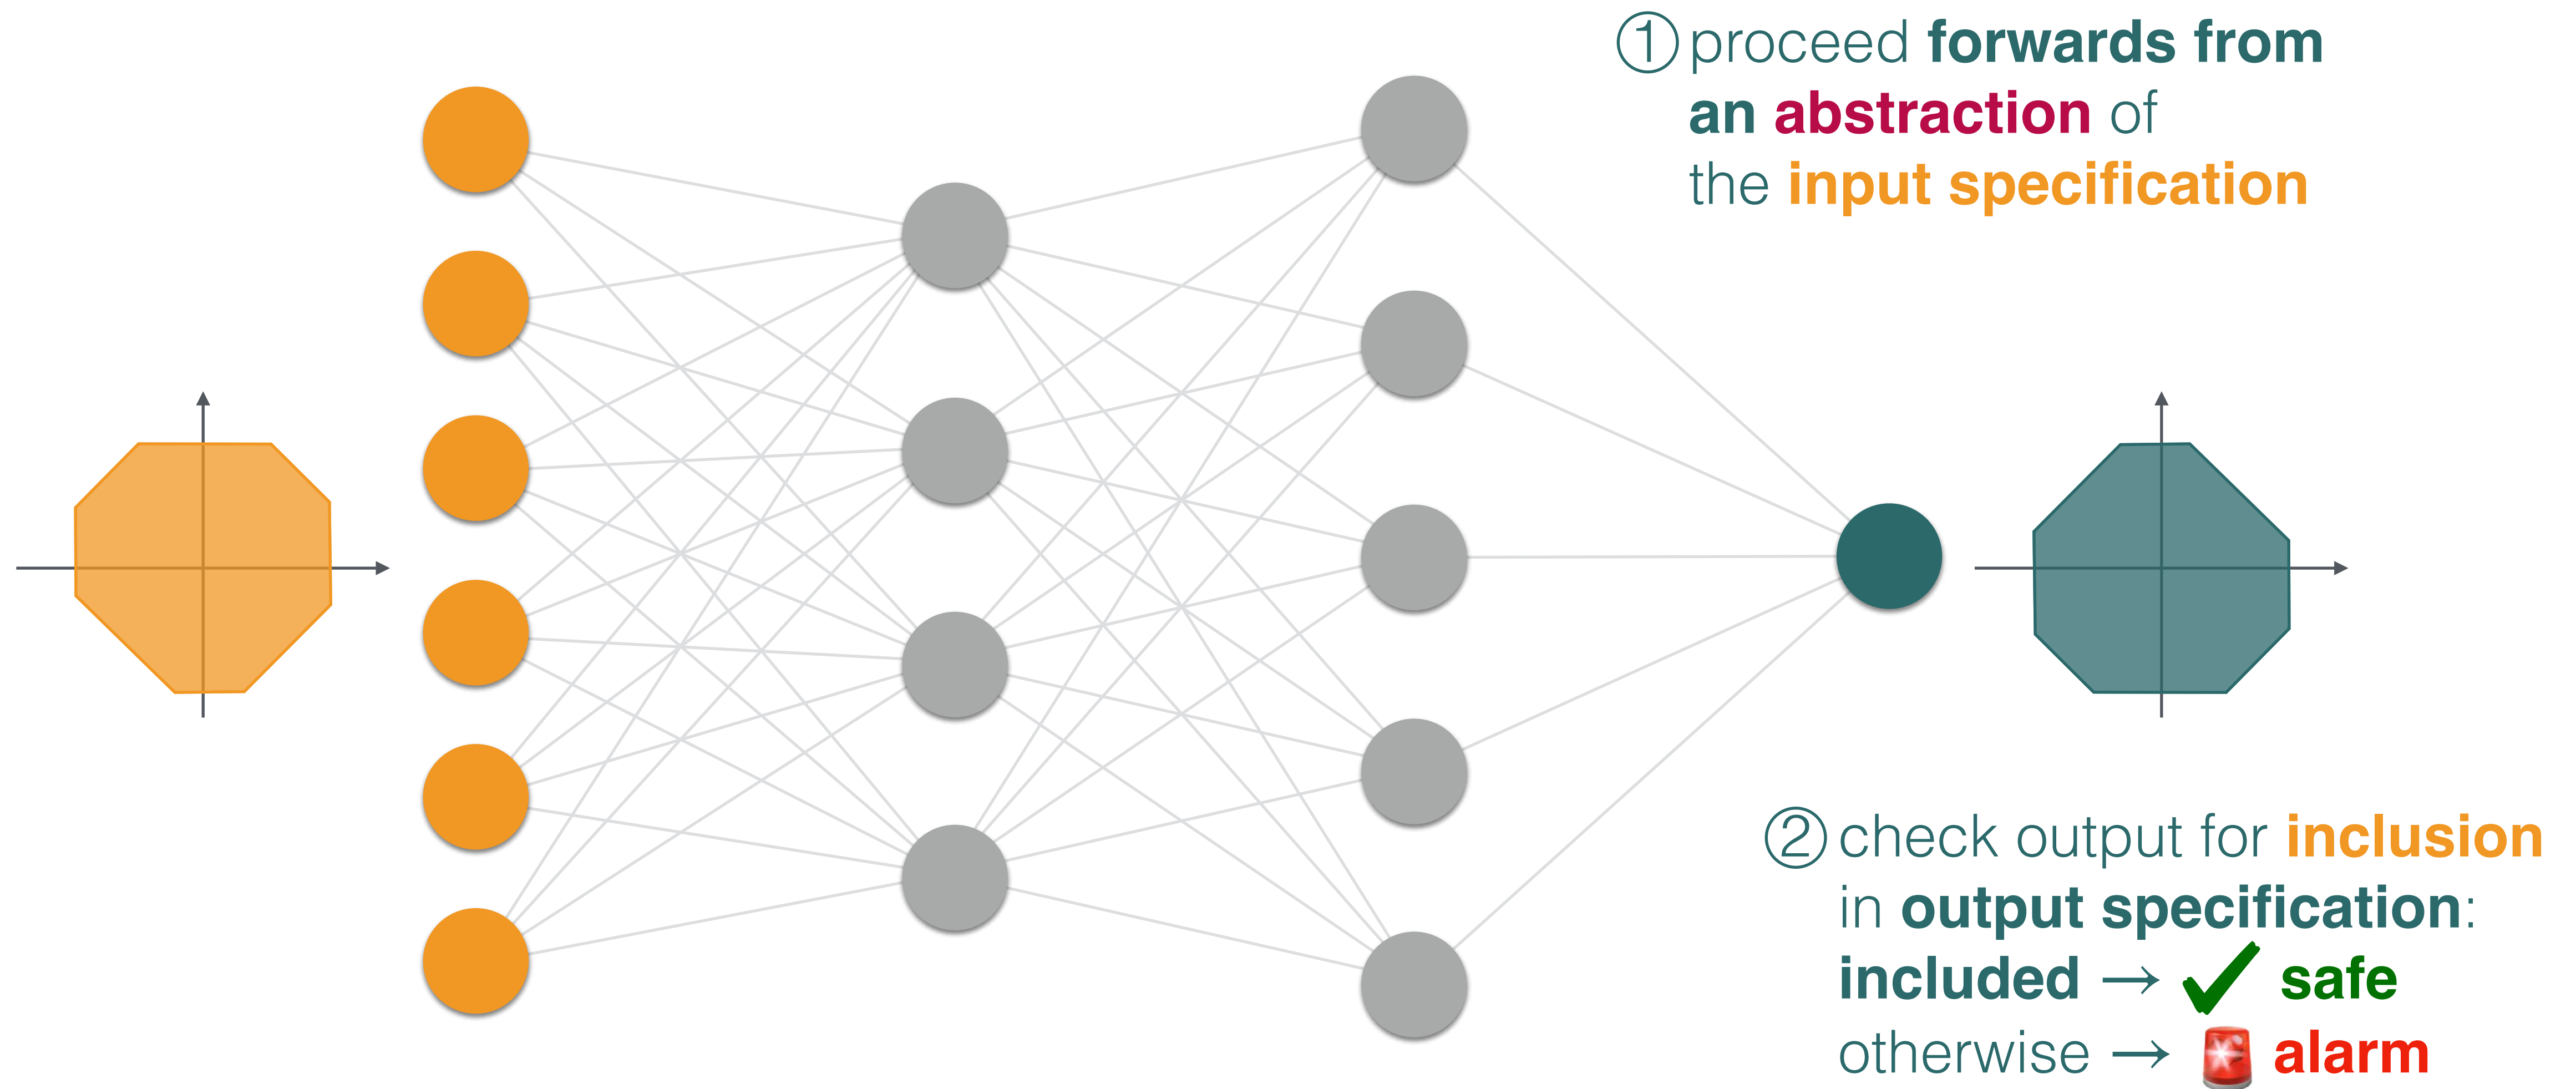 ① proceed forwards from
an abstraction of
the input specification
② check output for inclusion
in output specification:
included → ✔ safe
otherwise → 🚨 alarm